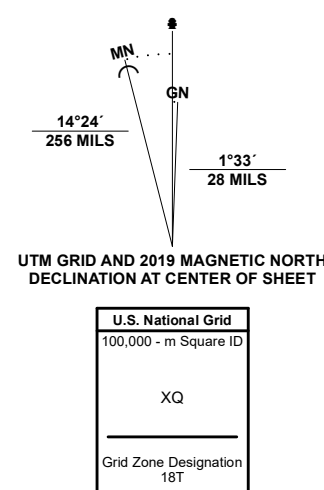 MN
GN
14°24´
256 MILS
1°33´
28 MILS
UTM GRID AND 2019 MAGNETIC NORTH
DECLINATION AT CENTER OF SHEET
U.S. National Grid
100,000 - m Square ID
XQ
Grid Zone Designation
18T